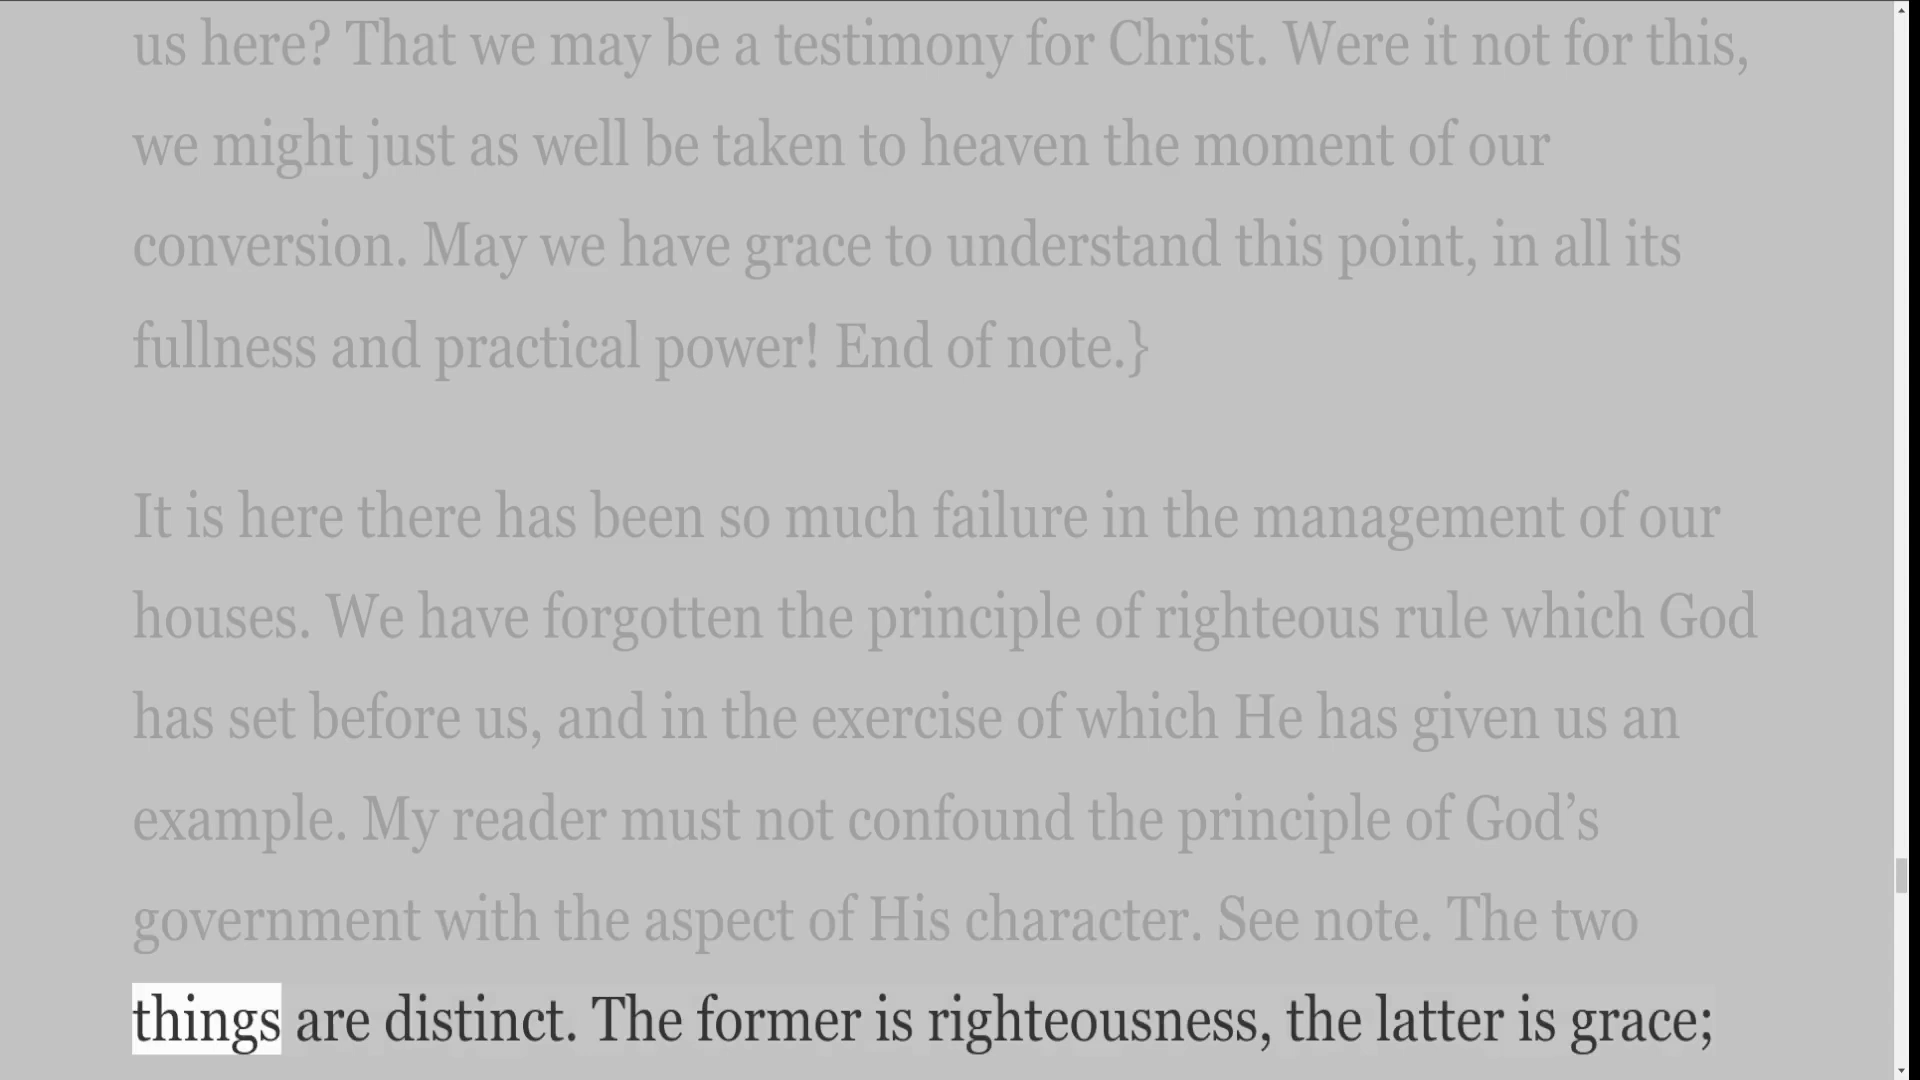 us here? That we may be a testimony for Christ. Were it not for this,
we might just as well be taken to heaven the moment of our
conversion. May we have grace to understand this point, in all its
fullness and practical power! End of note.}
It is here there has been so much failure in the management of our
houses. We have forgotten the principle of righteous rule which God
has set before us, and in the exercise of which He has given us an
example. My reader must not confound the principle of God’s
government with the aspect of His character. See note. The two
things are distinct. The former is righteousness, the latter is grace;